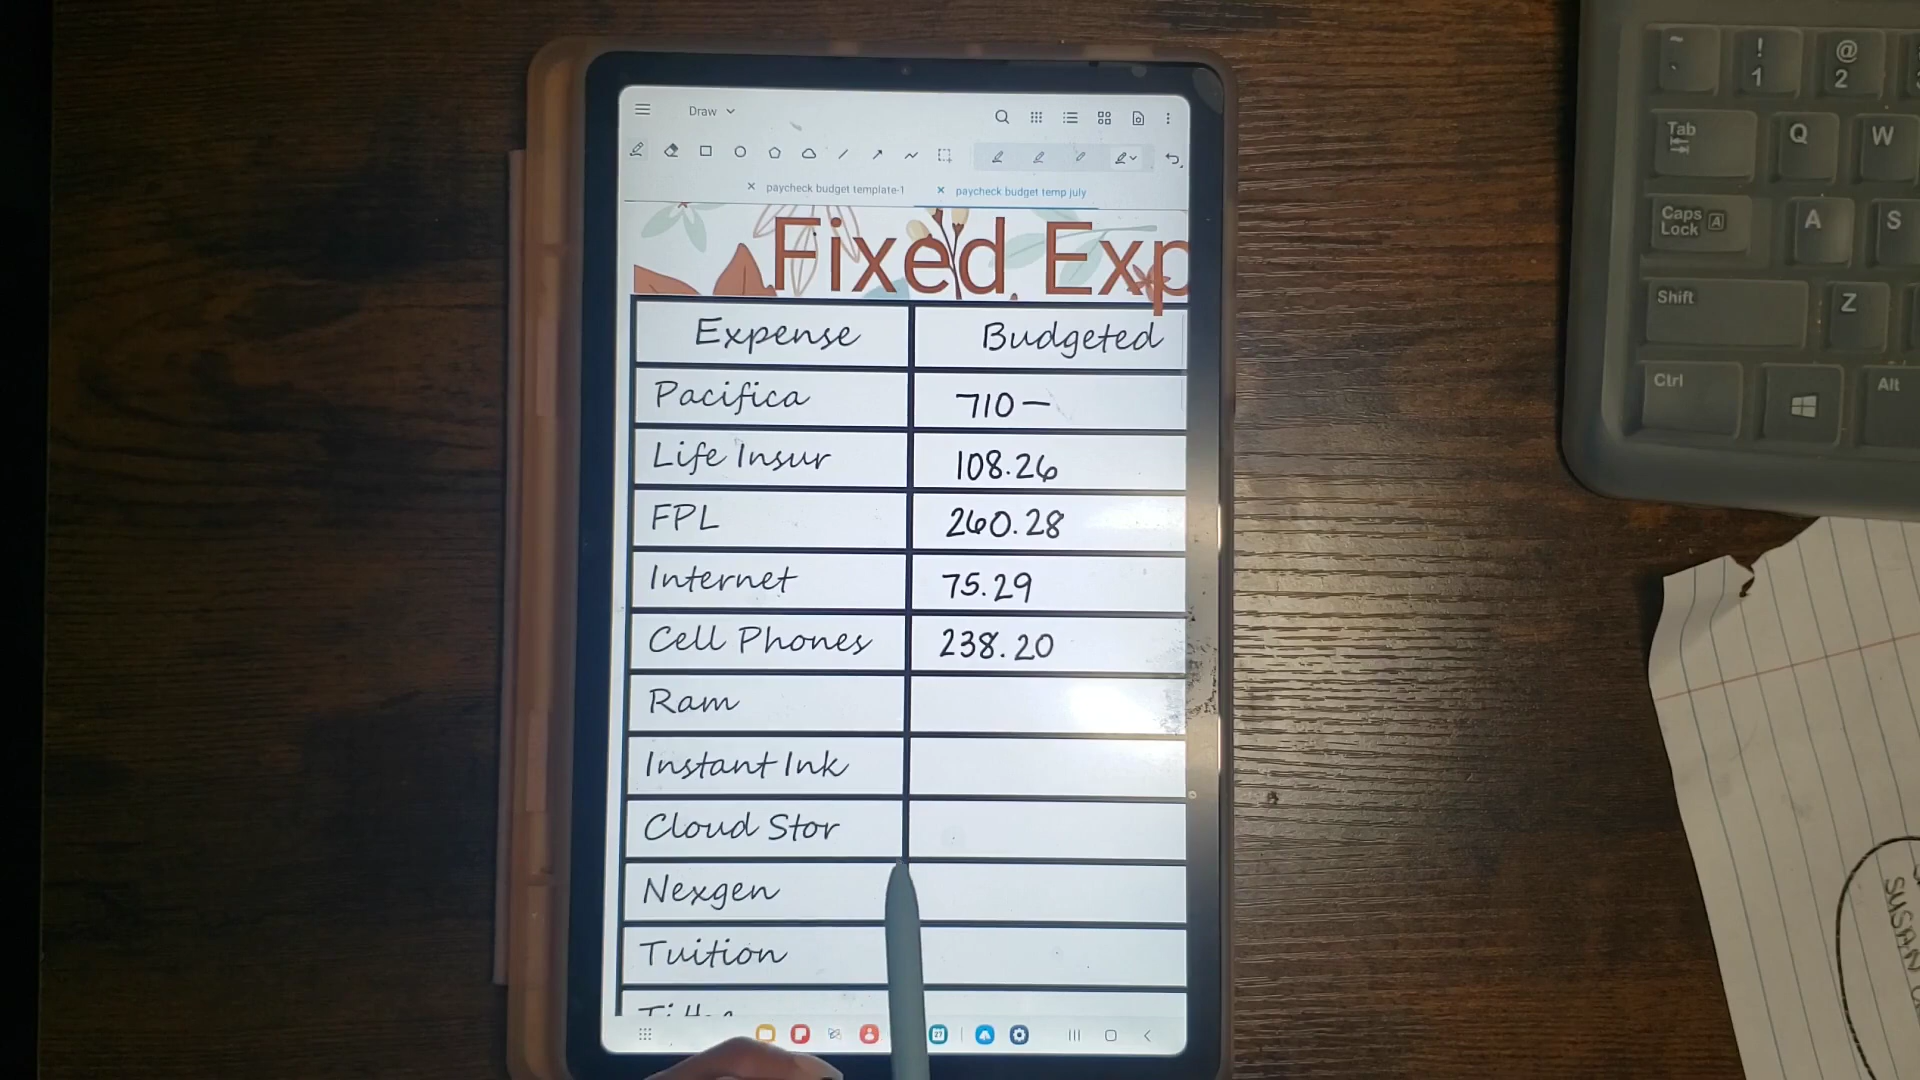 Draw
paycheck budget template-1
paycheck budget temp july
Fixed Exp
Expense Budgeted
Pacifica 710—
Life Insur 108.26
FPL 260.28
Internet 75.29
Cell Phones 238.20
Ram
Instant Ink
Cloud Stor
Nexgen
Tuition
~ ` ! 1 @ 2
Tab Q W
Caps Lock A A S
Shift Z
Ctrl Alt
SUSAN